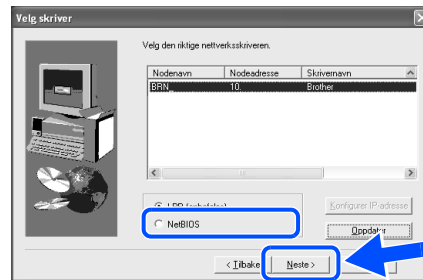 Velg skriver
Velg den riktige nettverksskriveren.
Nodenavn Nodeadresse Skrivernavn
BRN_ 10. Brother
NetBIOS
Konfigurer IP-adresse
Oppdater
< Tilbake Neste >